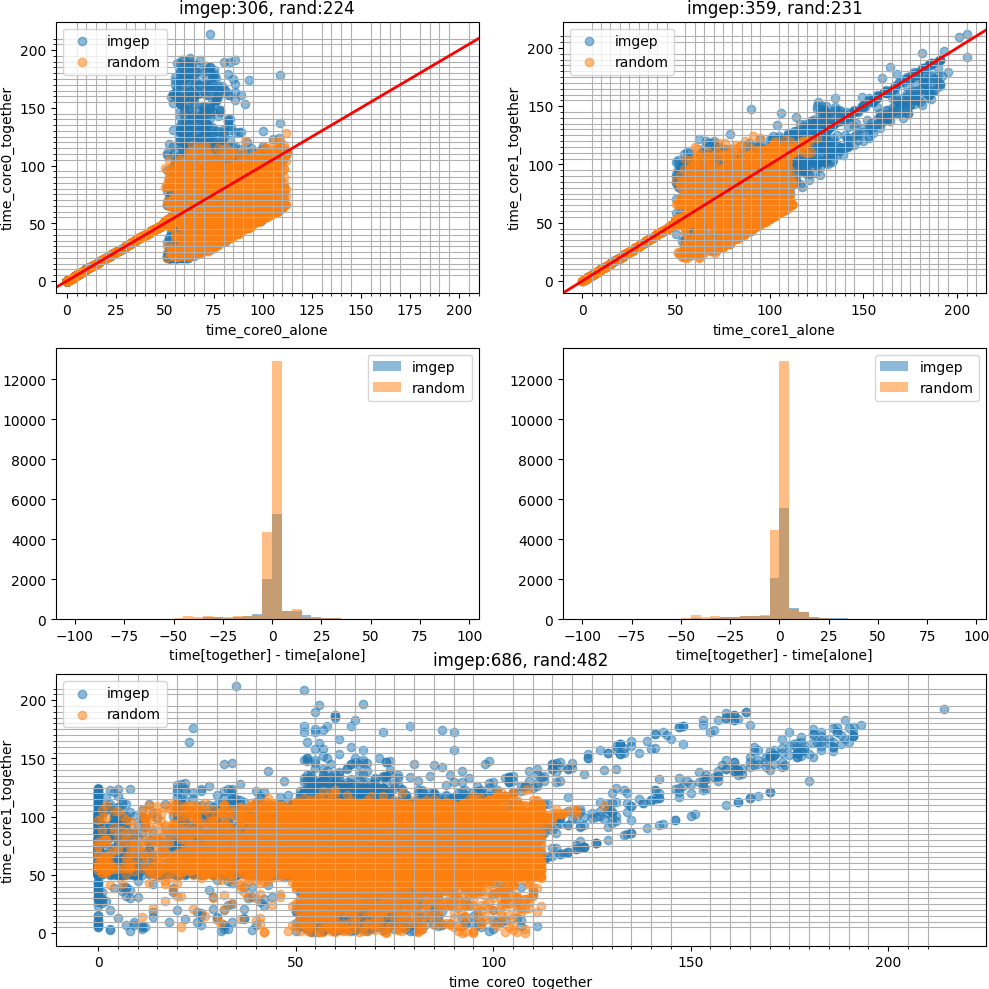 imgep:306, rand:224
imgep
random
200
150
100
50
0
time_core0_together
0 25 50 75 100 125 150 175 200
time_core0_alone
imgep:359, rand:231
imgep
random
200
150
100
50
0
time_core1_together
0 50 100 150 200
time_core1_alone
imgep
random
12000
10000
8000
6000
4000
2000
0
−100 −75 −50 −25 0 25 50 75 100
time[together] - time[alone]
imgep
random
12000
10000
8000
6000
4000
2000
0
−100 −75 −50 −25 0 25 50 75 100
time[together] - time[alone]
imgep:686, rand:482
imgep
random
200
150
100
50
0
time_core1_together
0 50 100 150 200
time_core0_together